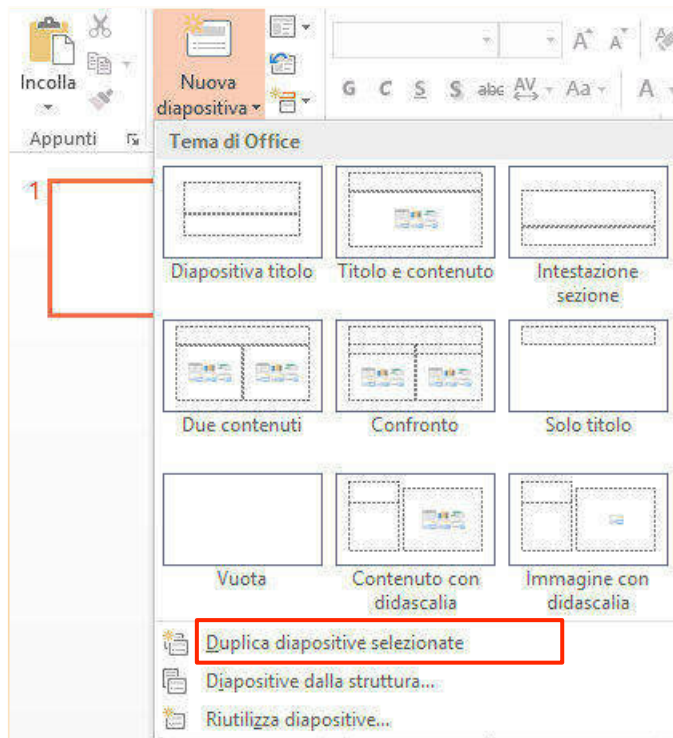 Incolla
Nuova
diapositiva
A A
G C S S abc AV Aa A
Appunti
Tema di Office
1
Diapositiva titolo
Titolo e contenuto
Intestazione
sezione
Due contenuti
Confronto
Solo titolo
Vuota
Contenuto con
didascalia
Immagine con
didascalia
Duplica diapositive selezionate
Diapositive dalla struttura...
Riutilizza diapositive...